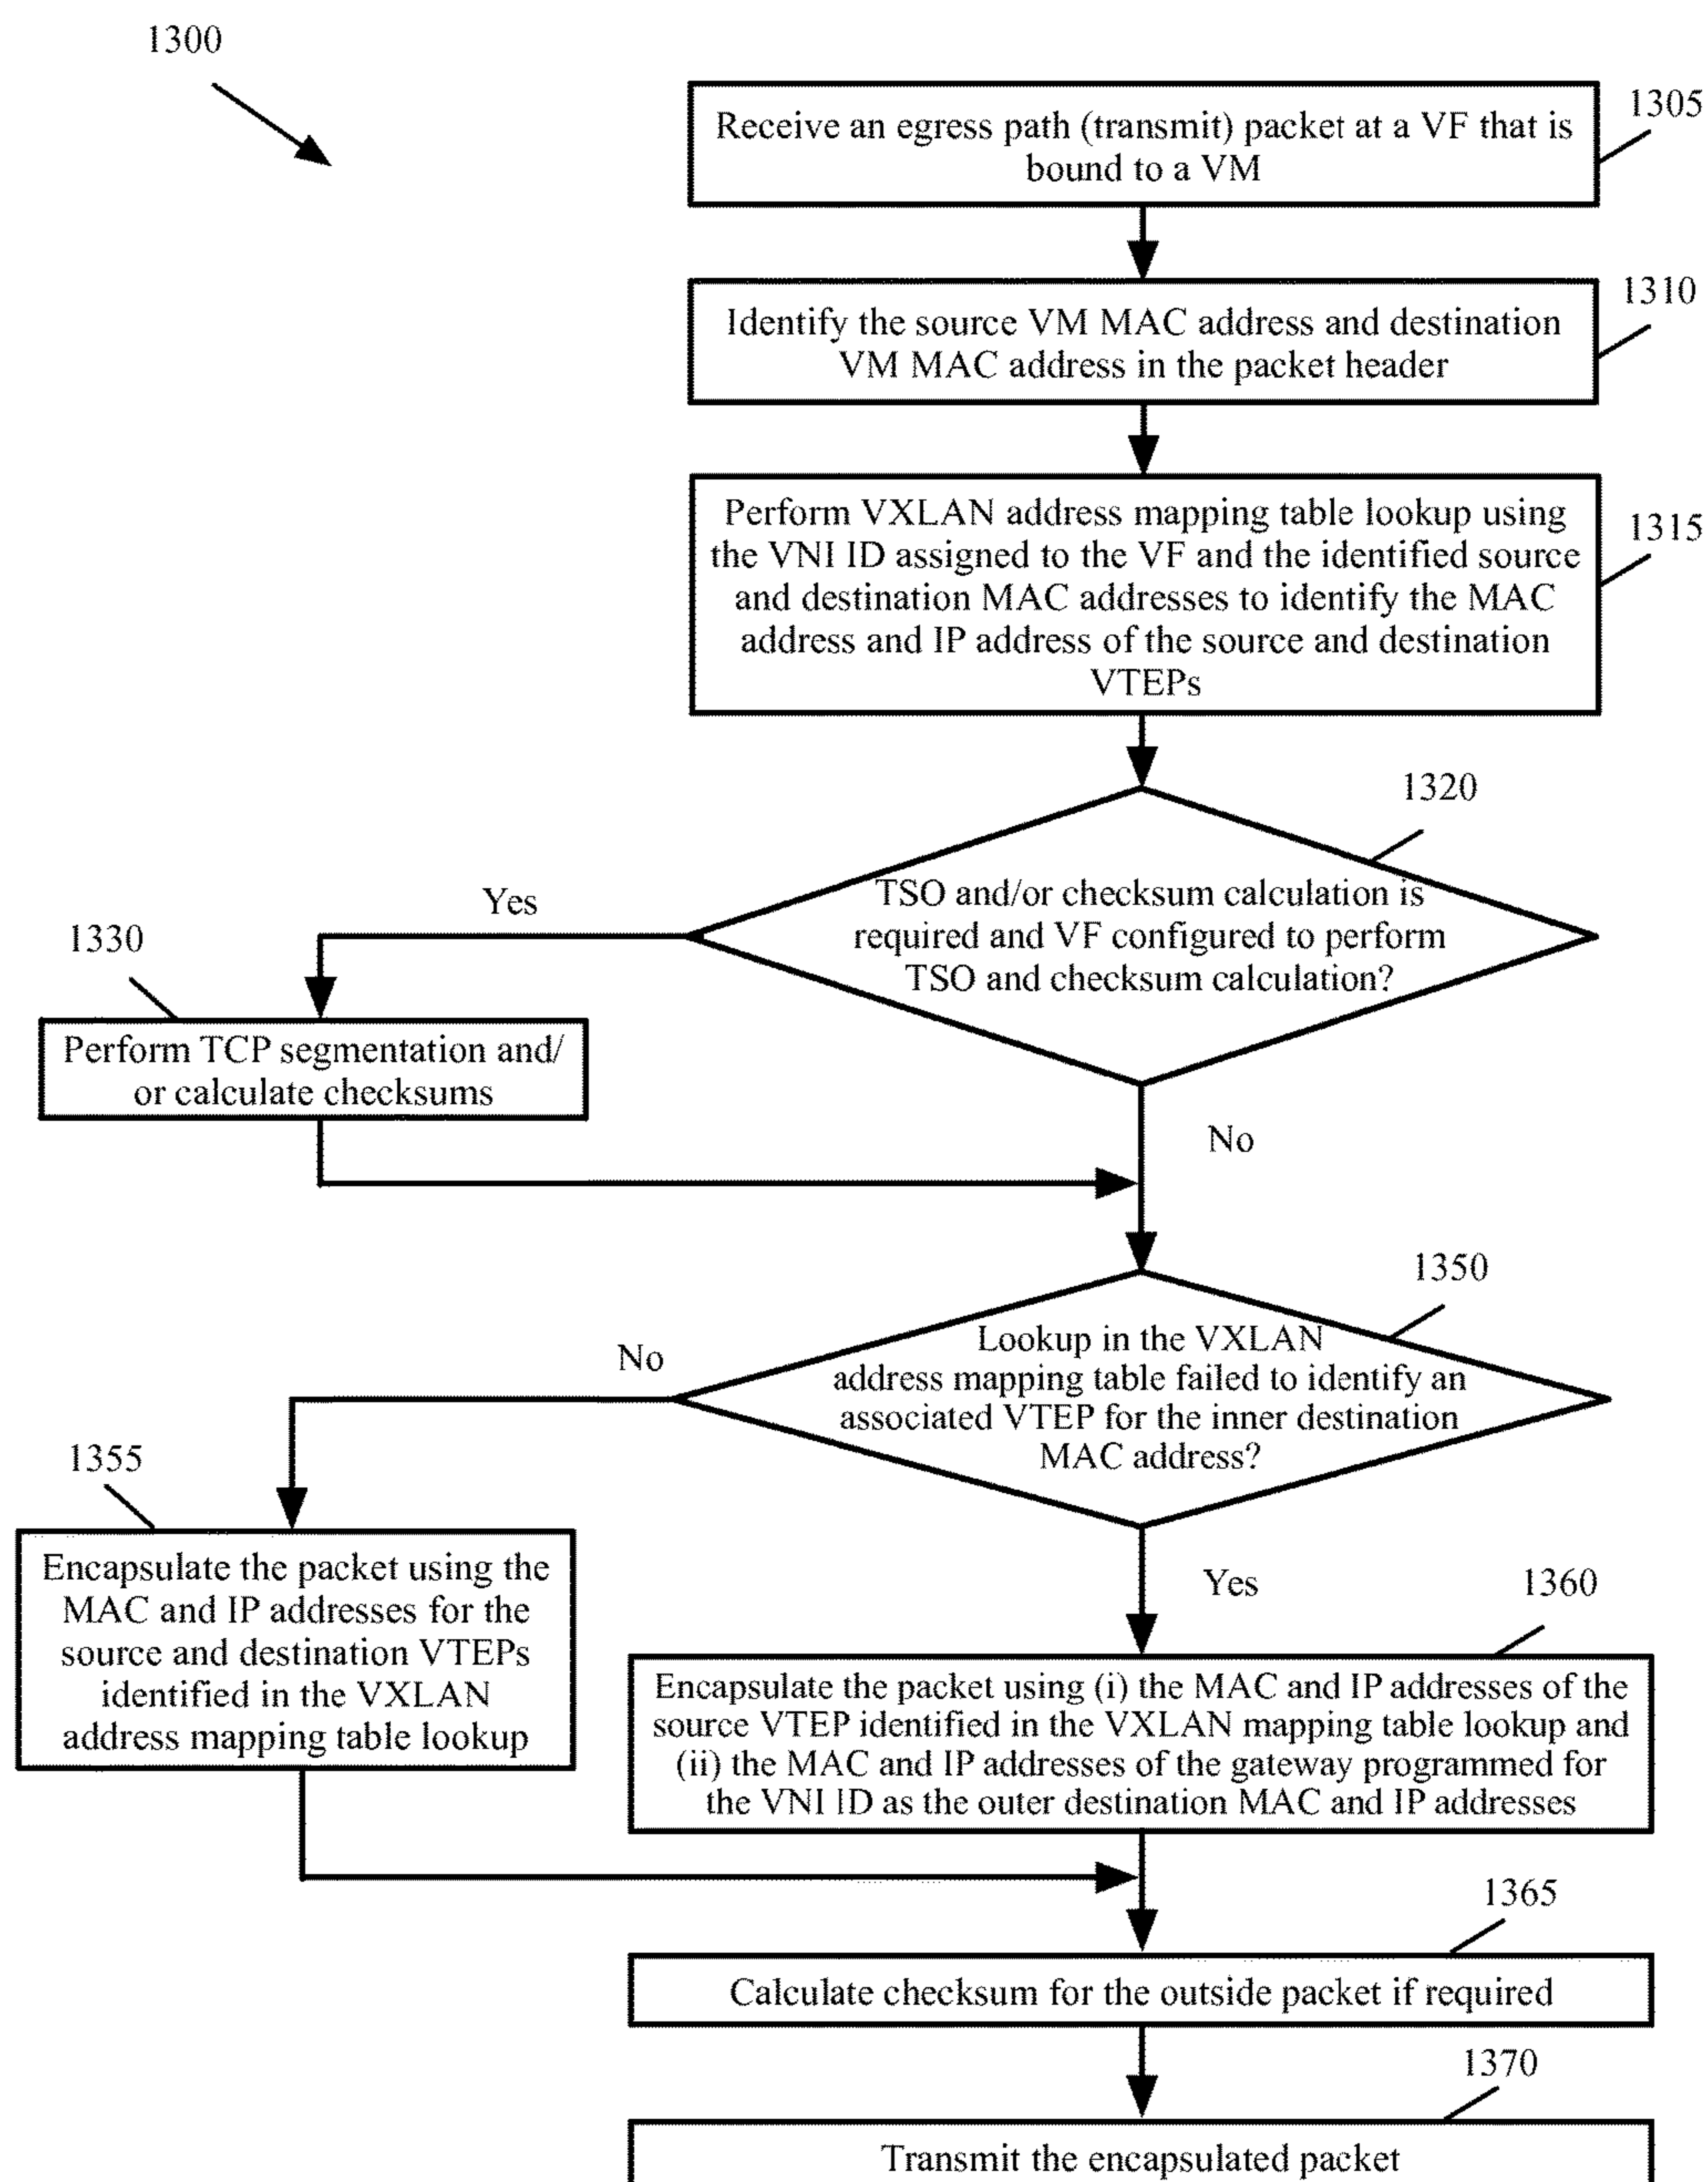 1300
1305
Receive an egress path (transmit) packet at a VF that is
bound to a VM
1310
Identify the source VM MAC address and destination
VM MAC address in the packet header
1315
Perform VXLAN address mapping table lookup using
the VNI ID assigned to the VF and the identified source
and destination MAC addresses to identify the MAC
address and IP address of the source and destination
VTEPs
1320
TSO and/or checksum calculation is
required and VF configured to perform
TSO and checksum calculation?
Yes
1330
Perform TCP segmentation and/
or calculate checksums
No
1350
Lookup in the VXLAN
address mapping table failed to identify an
associated VTEP for the inner destination
MAC address?
No
1355
Encapsulate the packet using the
MAC and IP addresses for the
source and destination VTEPs
identified in the VXLAN
address mapping table lookup
Yes
1360
Encapsulate the packet using (i) the MAC and IP addresses of the
source VTEP identified in the VXLAN mapping table lookup and
(ii) the MAC and IP addresses of the gateway programmed for
the VNI ID as the outer destination MAC and IP addresses
1365
Calculate checksum for the outside packet if required
1370
Transmit the encapsulated packet